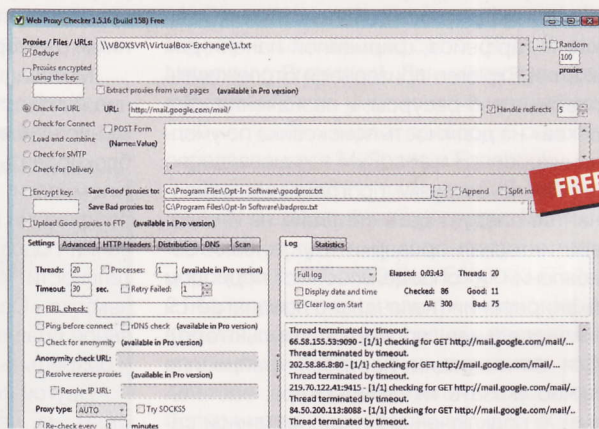 Web Proxy Checker 1.5.16 (build 158) Free
Proxies / Files / URLs:
Dedupe
\\VBOXSVR\VirtualBox-Exchange\1.txt
...
Random
100
proxies
Proxies encrypted
using the key:
Extract proxies from web pages (available in Pro version)
Check for URL
URL: http://mail.google.com/mail/
Handle redirects 5
Check for Connect
POST Form
Load and combine
(Name=Value)
Check for SMTP
Check for Delivery
FREE
Encrypt key:
Save Good proxies to: C:\Program Files\Opt-In Software\goodprox.txt
...
Append
Split in
Save Bad proxies to: C:\Program Files\Opt-In Software\badprox.txt
Upload Good proxies to FTP (available in Pro version)
Settings Advanced HTTP Headers Distribution DNS Scan
Threads: 20 Processes: 1 (available in Pro version)
Timeout: 30 sec. Retry Failed: 1
RBL check:
Ping before connect rDNS check (available in Pro version)
Check for anonymity (available in Pro version)
Anonymity check URL:
Resolve reverse proxies (available in Pro version)
Resolve IP URL:
Proxy type: AUTO Try SOCKS5
Re-check every 1 minutes
Log Statistics
Full log Elapsed: 0:03:43 Threads: 20
Display date and time Checked: 86 Good: 11
Clear log on Start All: 300 Bad: 75
Thread terminated by timeout.
66.58.155.53:9090 - [1/1] checking for GET http://mail.google.com/mail/...
Thread terminated by timeout.
202.58.86.8:80 - [1/1] checking for GET http://mail.google.com/mail/...
Thread terminated by timeout.
219.70.122.41:9415 - [1/1] checking for GET http://mail.google.com/mail/..
Thread terminated by timeout.
84.50.200.113:8088 - [1/1] checking for GET http://mail.google.com/mail/..
Thread terminated by timeout.